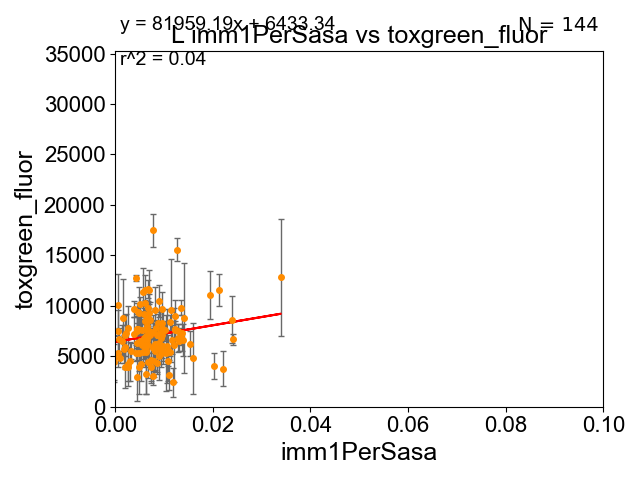 y = 81959.19x + 6433.34
N = 144
L imm1PerSasa vs toxgreen_fluor
r^2 = 0.04
35000
30000
25000
20000
15000
10000
5000
0
toxgreen_fluor
0.00 0.02 0.04 0.06 0.08 0.10
imm1PerSasa